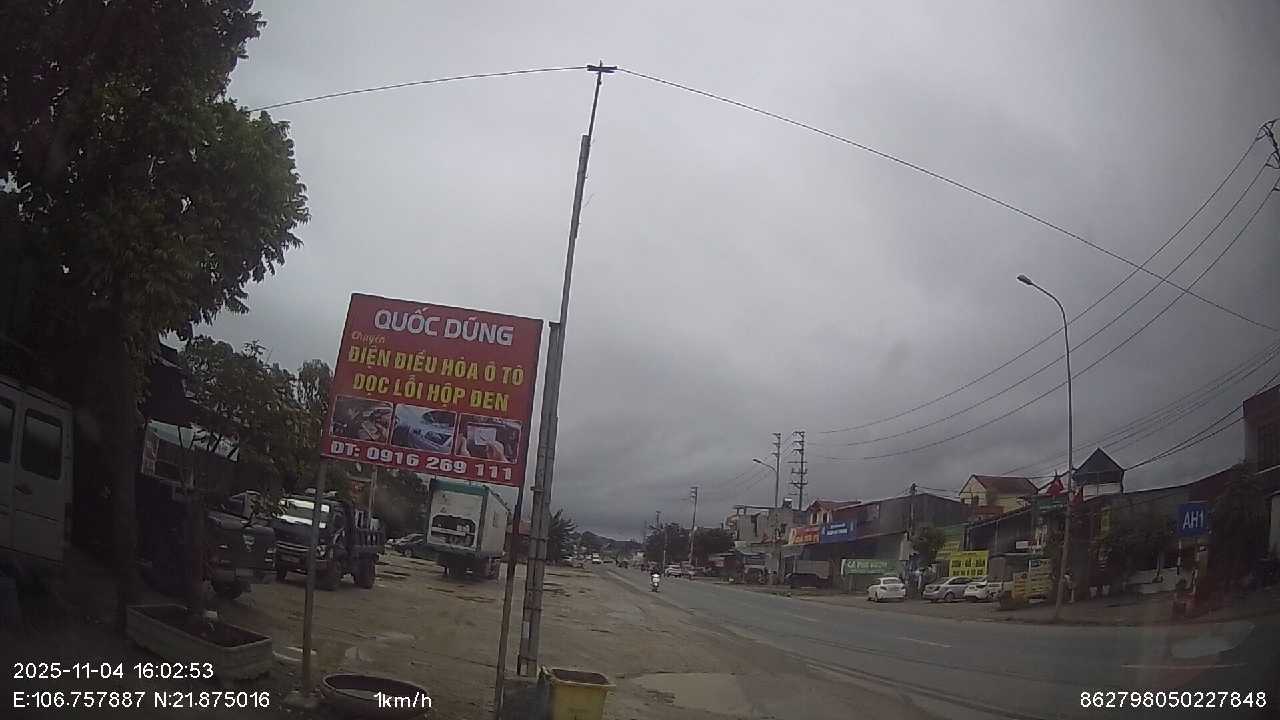 QUỐC DŨNG
Chuyên
ĐIỆN ĐIỀU HÒA Ô TÔ
ĐỌC LỖI HỘP ĐEN
ĐT: 0916 269 111
AH1
2025-11-04 16:02:53
E:106.757887 N:21.875016
1km/h
862798050227848